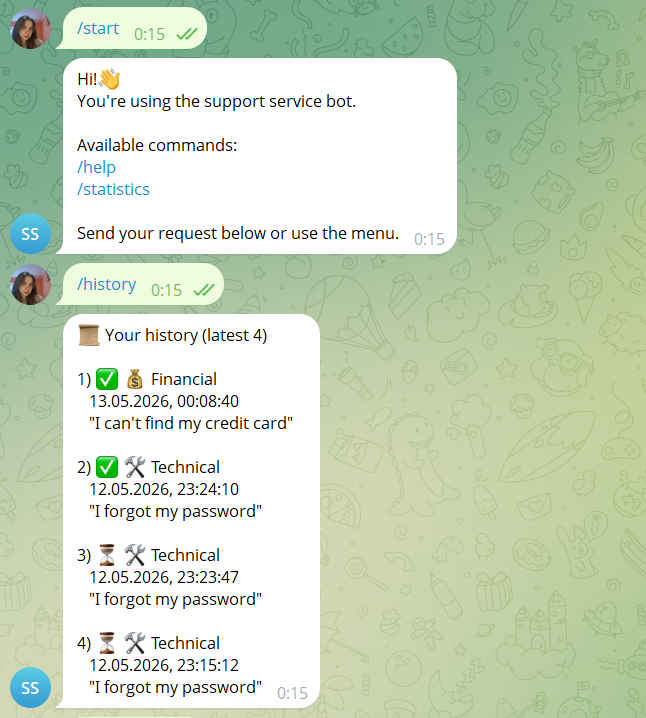 /start 0:15
Hi!👋
You're using the support service bot.
Available commands:
/help
/statistics
Send your request below or use the menu. 0:15
SS
/history 0:15
📜 Your history (latest 4)
1) ✅ 💰 Financial
13.05.2026, 00:08:40
"I can't find my credit card"
2) ✅ 🛠 Technical
12.05.2026, 23:24:10
"I forgot my password"
3) ⏳ 🛠 Technical
12.05.2026, 23:23:47
"I forgot my password"
4) ⏳ 🛠 Technical
12.05.2026, 23:15:12
"I forgot my password" 0:15
SS